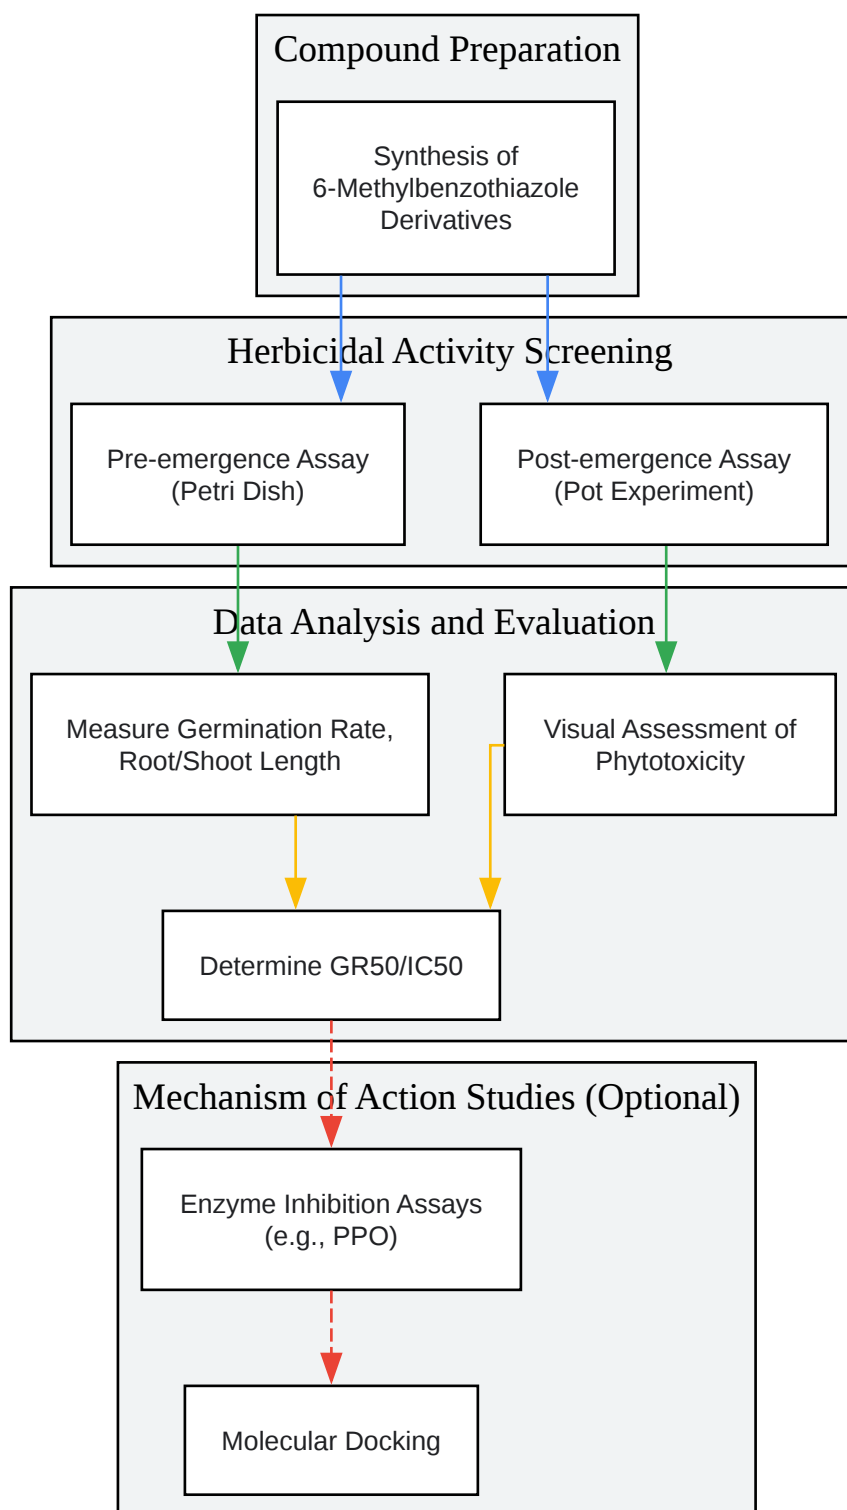 Compound Preparation
Synthesis of
6-Methylbenzothiazole
Derivatives
Herbicidal Activity Screening
Pre-emergence Assay
(Petri Dish)
Post-emergence Assay
(Pot Experiment)
Data Analysis and Evaluation
Measure Germination Rate,
Root/Shoot Length
Visual Assessment of
Phytotoxicity
Determine GR50/IC50
Mechanism of Action Studies (Optional)
Enzyme Inhibition Assays
(e.g., PPO)
Molecular Docking